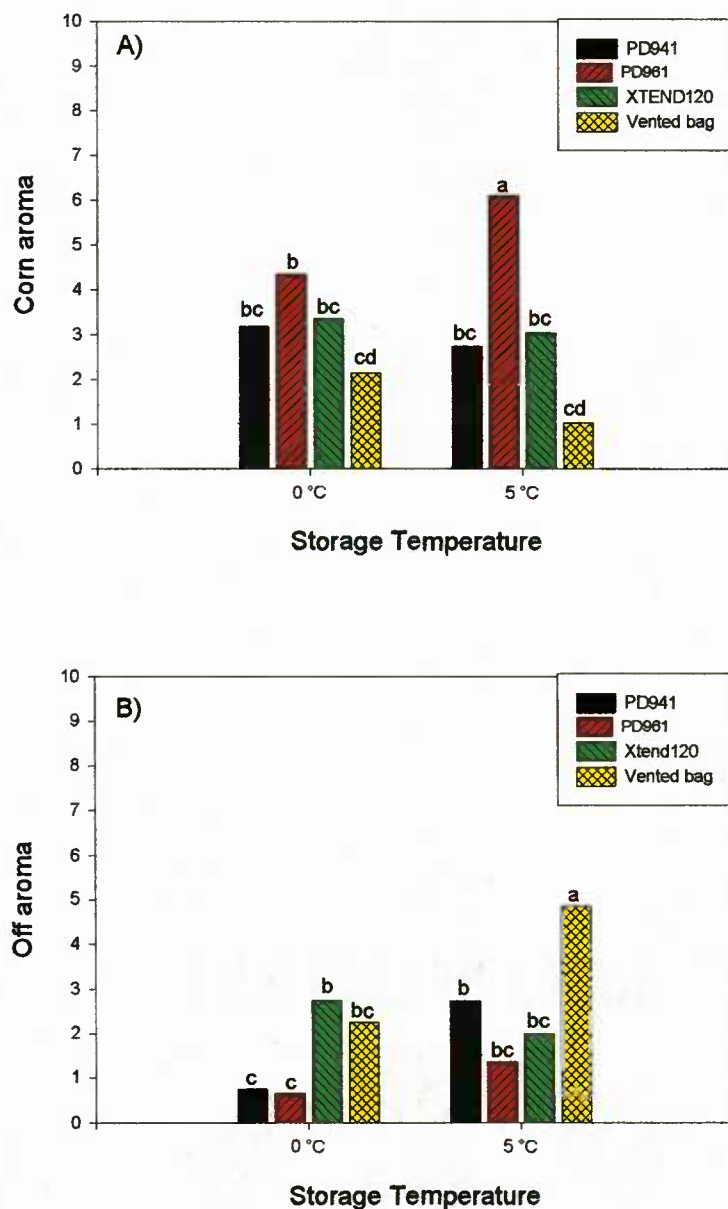 A)
PD941
PD961
XTEND120
Vented bag
10
9
8
7
6
5
4
3
2
1
0
Corn aroma
bc
b
bc
cd
bc
a
bc
cd
0 °C
5 °C
Storage Temperature
B)
PD941
PD961
Xtend120
Vented bag
10
9
8
7
6
5
4
3
2
1
0
Off aroma
c
c
b
bc
b
bc
bc
a
0 °C
5 °C
Storage Temperature